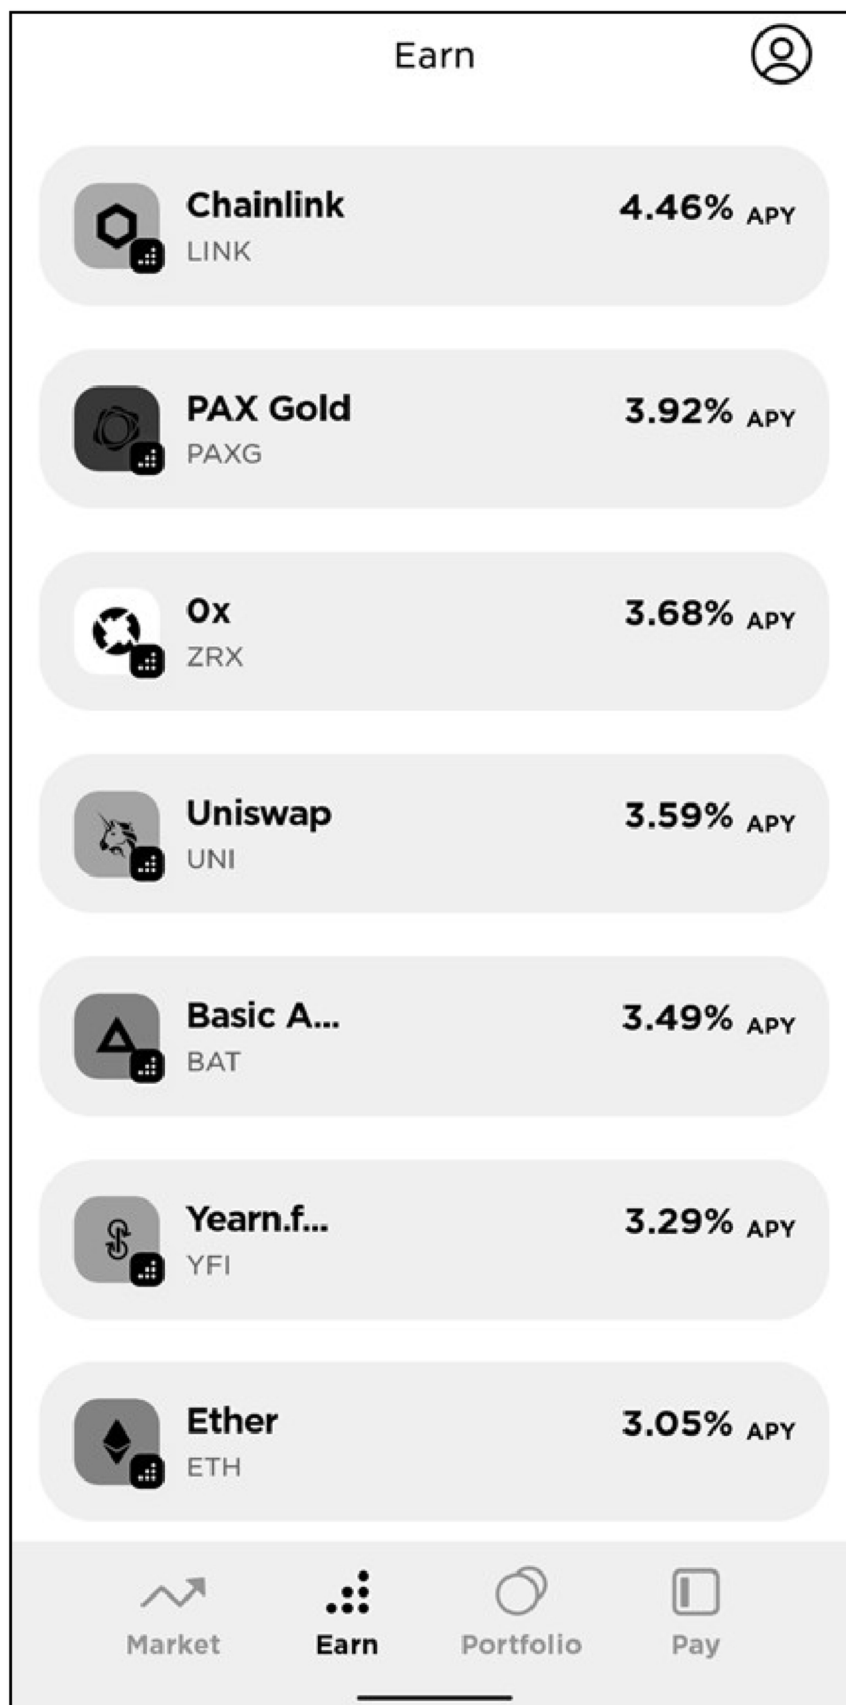 Earn
Chainlink 4.46% APY
LINK
PAX Gold 3.92% APY
PAXG
0x 3.68% APY
ZRX
Uniswap 3.59% APY
UNI
Basic A... 3.49% APY
BAT
Yearn.f... 3.29% APY
YFI
Ether 3.05% APY
ETH
Market Earn Portfolio Pay